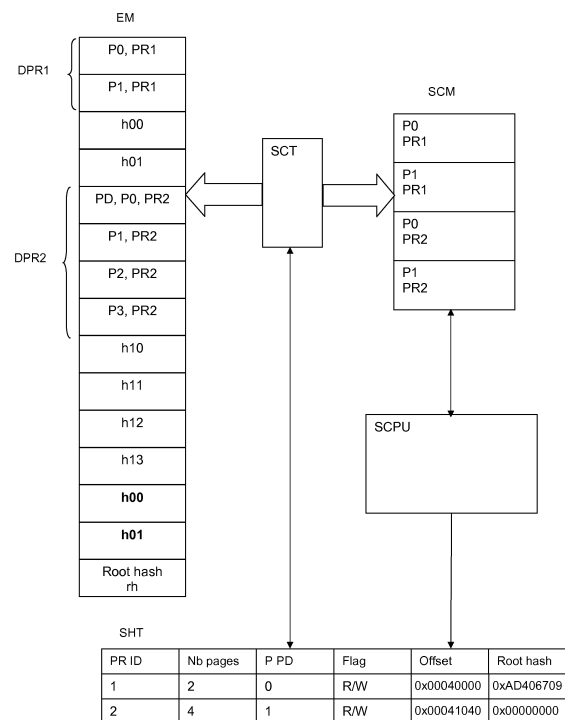 EM
DPR1
P0, PR1
P1, PR1
h00
h01
DPR2
PD, P0, PR2
P1, PR2
P2, PR2
P3, PR2
h10
h11
h12
h13
h00
h01
Root hash
rh
SCT
SCM
P0
PR1
P1
PR1
P0
PR2
P1
PR2
SCPU
SHT
PR ID Nb pages P PD Flag Offset Root hash
1 2 0 R/W 0x00040000 0xAD406709
2 4 1 R/W 0x00041040 0x00000000